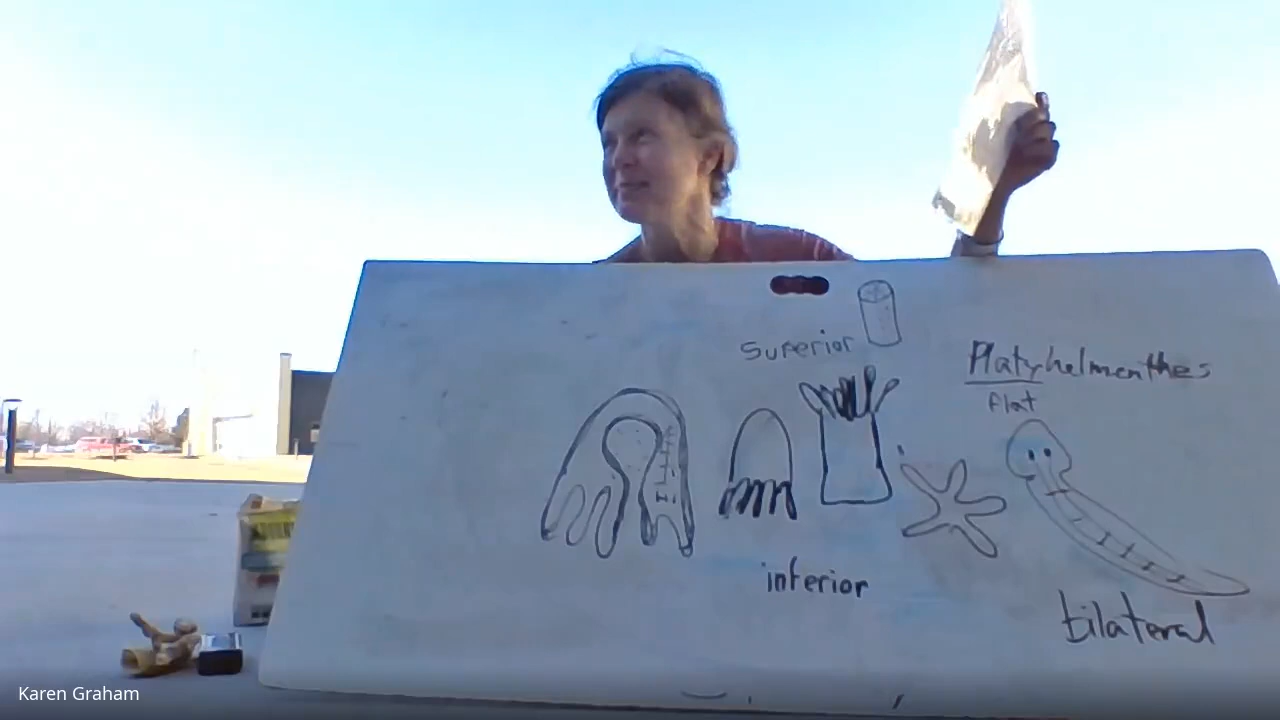 Superior
Platyhelmenthes
flat
inferior
bilateral
Karen Graham